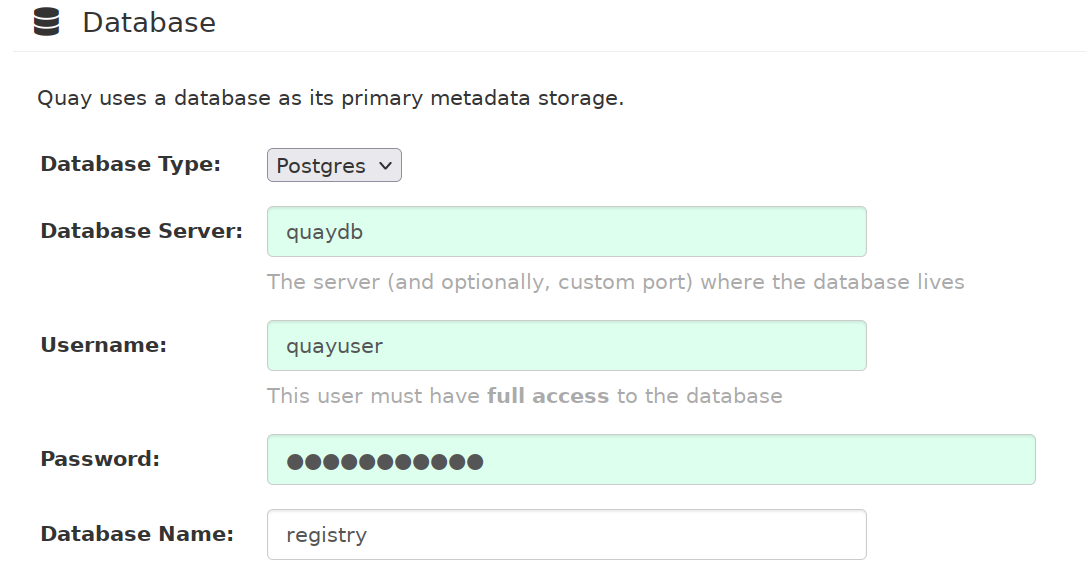 Database
Quay uses a database as its primary metadata storage.
Database Type: Postgres
Database Server: quaydb
The server (and optionally, custom port) where the database lives
Username: quayuser
This user must have full access to the database
Password: ●●●●●●●●●●●
Database Name: registry